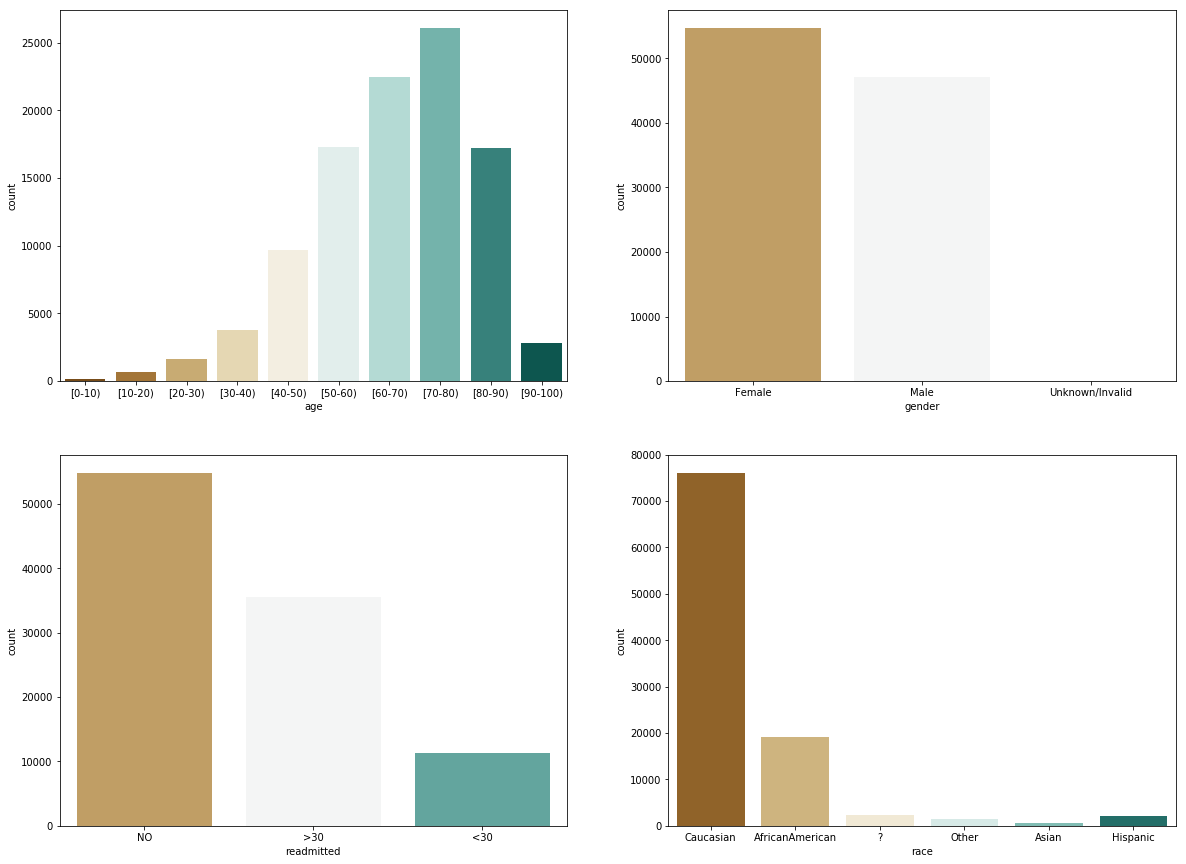 25000
20000
15000
10000
5000
0
count
[0-10) [10-20) [20-30) [30-40) [40-50) [50-60) [60-70) [70-80) [80-90) [90-100)
age
50000
40000
30000
20000
10000
0
count
Female Male Unknown/Invalid
gender
50000
40000
30000
20000
10000
0
count
NO >30 <30
readmitted
80000
70000
60000
50000
40000
30000
20000
10000
0
count
Caucasian AfricanAmerican ? Other Asian Hispanic
race